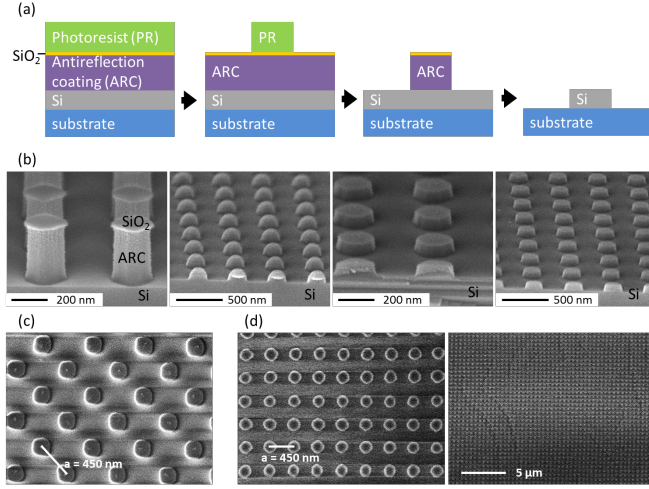 (a)
Photoresist (PR)
SiO2
Antireflection
coating (ARC)
Si
substrate
PR
ARC
Si
substrate
ARC
Si
substrate
Si
substrate
(b)
SiO2
ARC
Si
200 nm
500 nm
Si
200 nm
Si
500 nm
(c)
a = 450 nm
(d)
a = 450 nm
5 µm